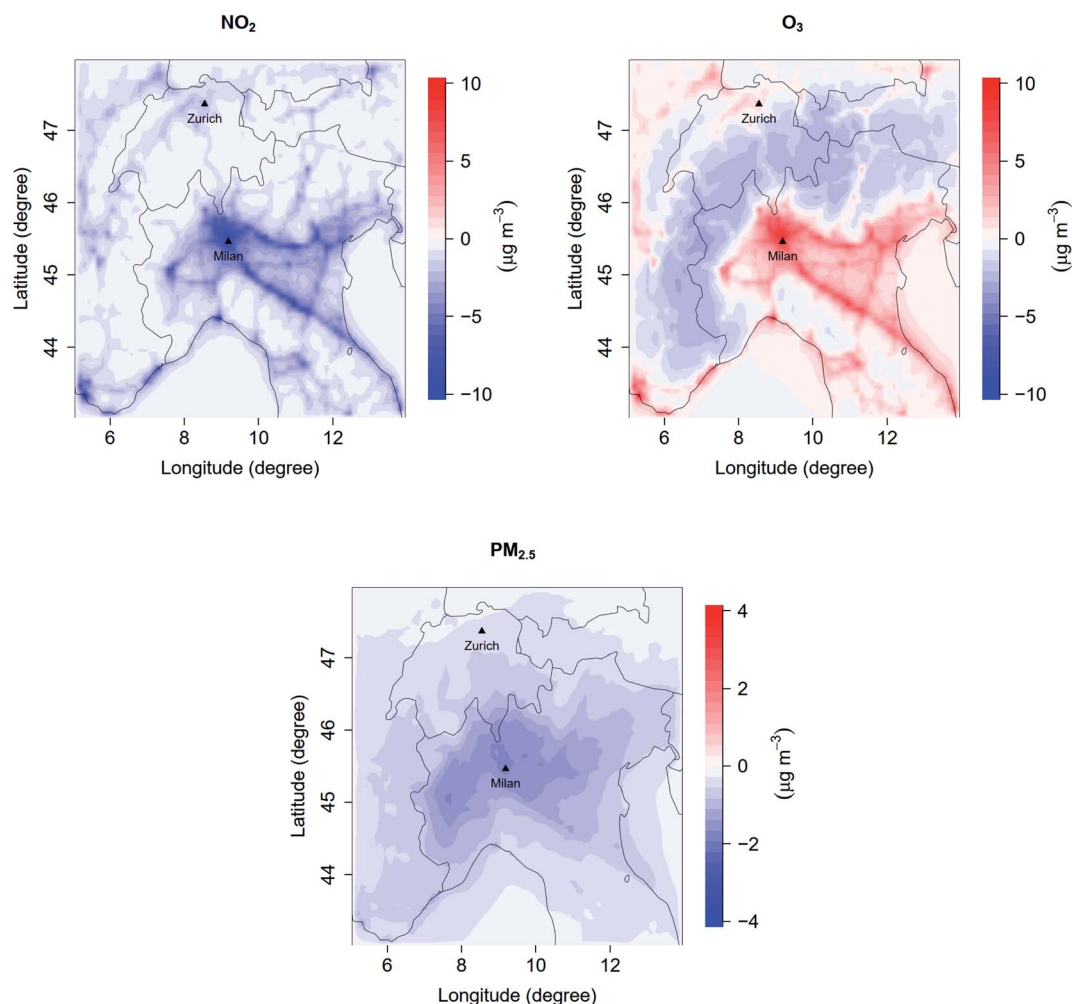 NO₂
47
46
45
44
Latitude (degree)
Zurich
Milan
6
8
10
12
Longitude (degree)
10
5
0
−5
−10
(µg m⁻³)
O₃
47
46
45
44
Latitude (degree)
Zurich
Milan
6
8
10
12
Longitude (degree)
10
5
0
−5
−10
(µg m⁻³)
PM₂.₅
47
46
45
44
Latitude (degree)
Zurich
Milan
6
8
10
12
Longitude (degree)
4
2
0
−2
−4
(µg m⁻³)